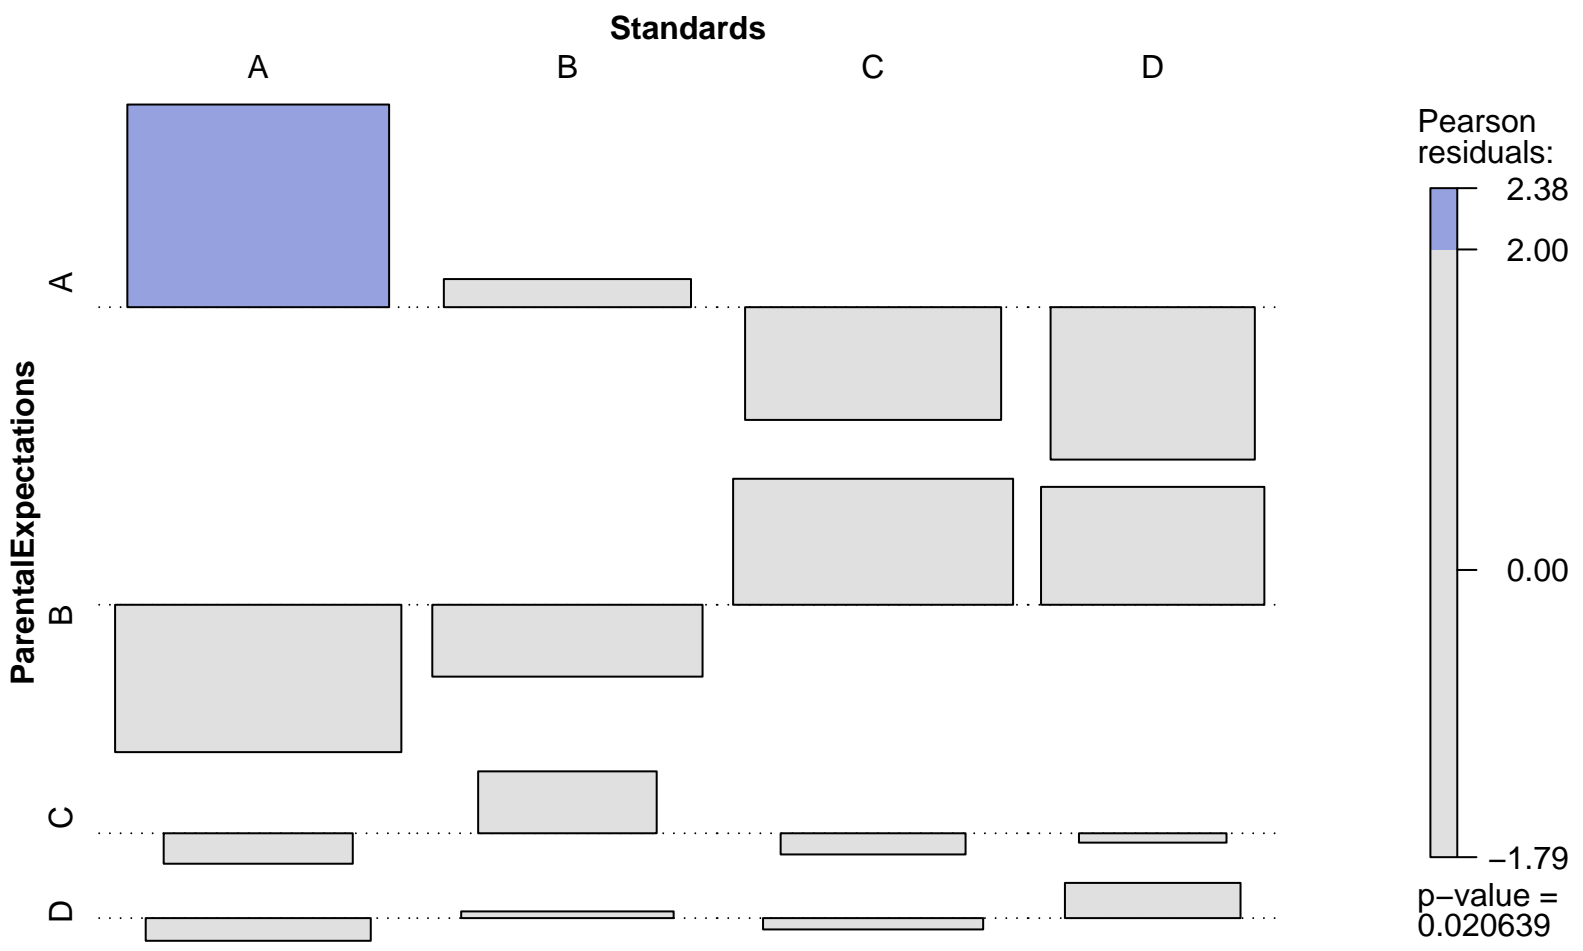 Standards
A B C D
Pearson
residuals:
2.38
2.00
0.00
−1.79
p−value =
0.020639
ParentalExpectations
A
B
C
D